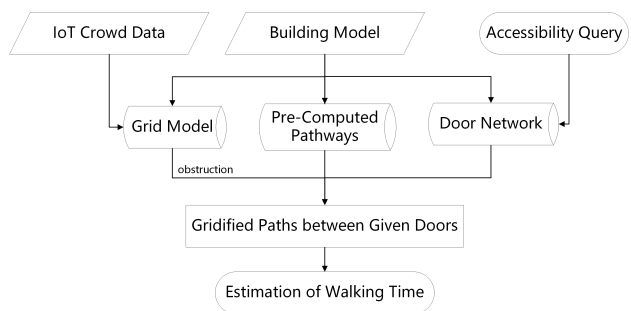 IoT Crowd Data
Building Model
Accessibility Query
Grid Model
Pre-Computed
Pathways
Door Network
obstruction
Gridified Paths between Given Doors
Estimation of Walking Time